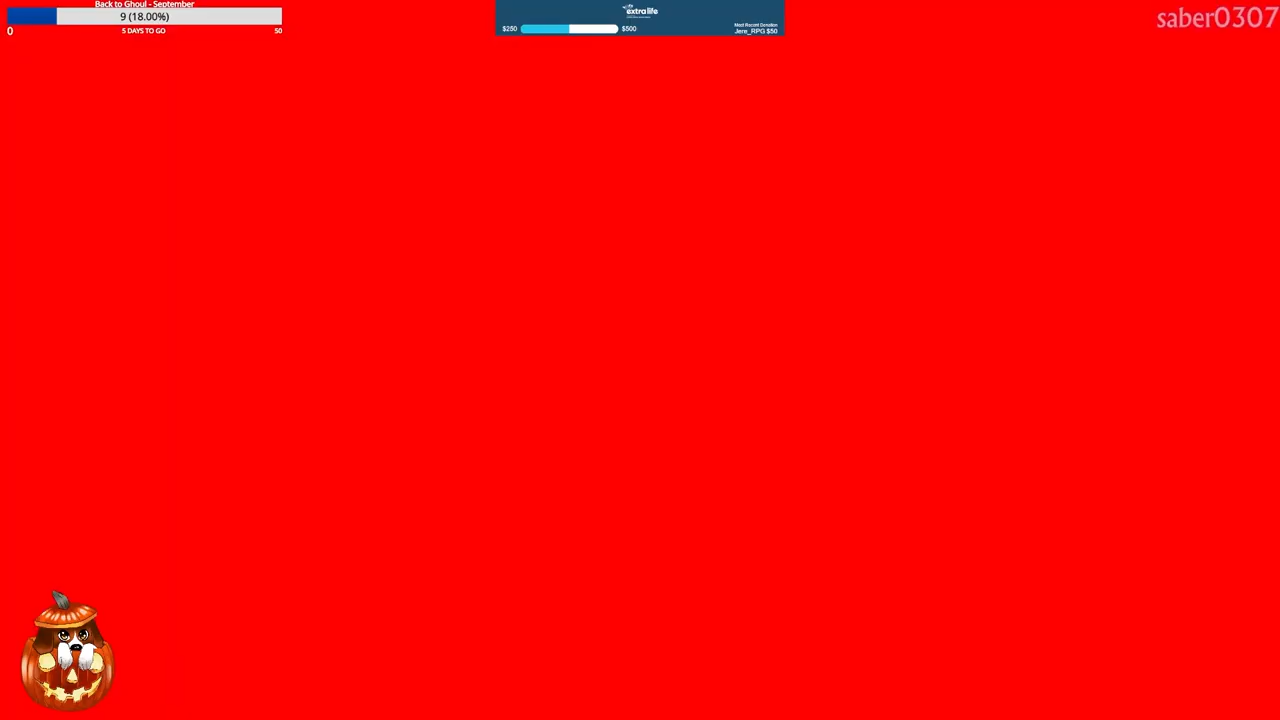 Back to Ghoul - September
9 (18.00%)
0 5 DAYS TO GO 50
extralife
$250 $500
Most Recent Donation
Jere_RPG $50
saber0307